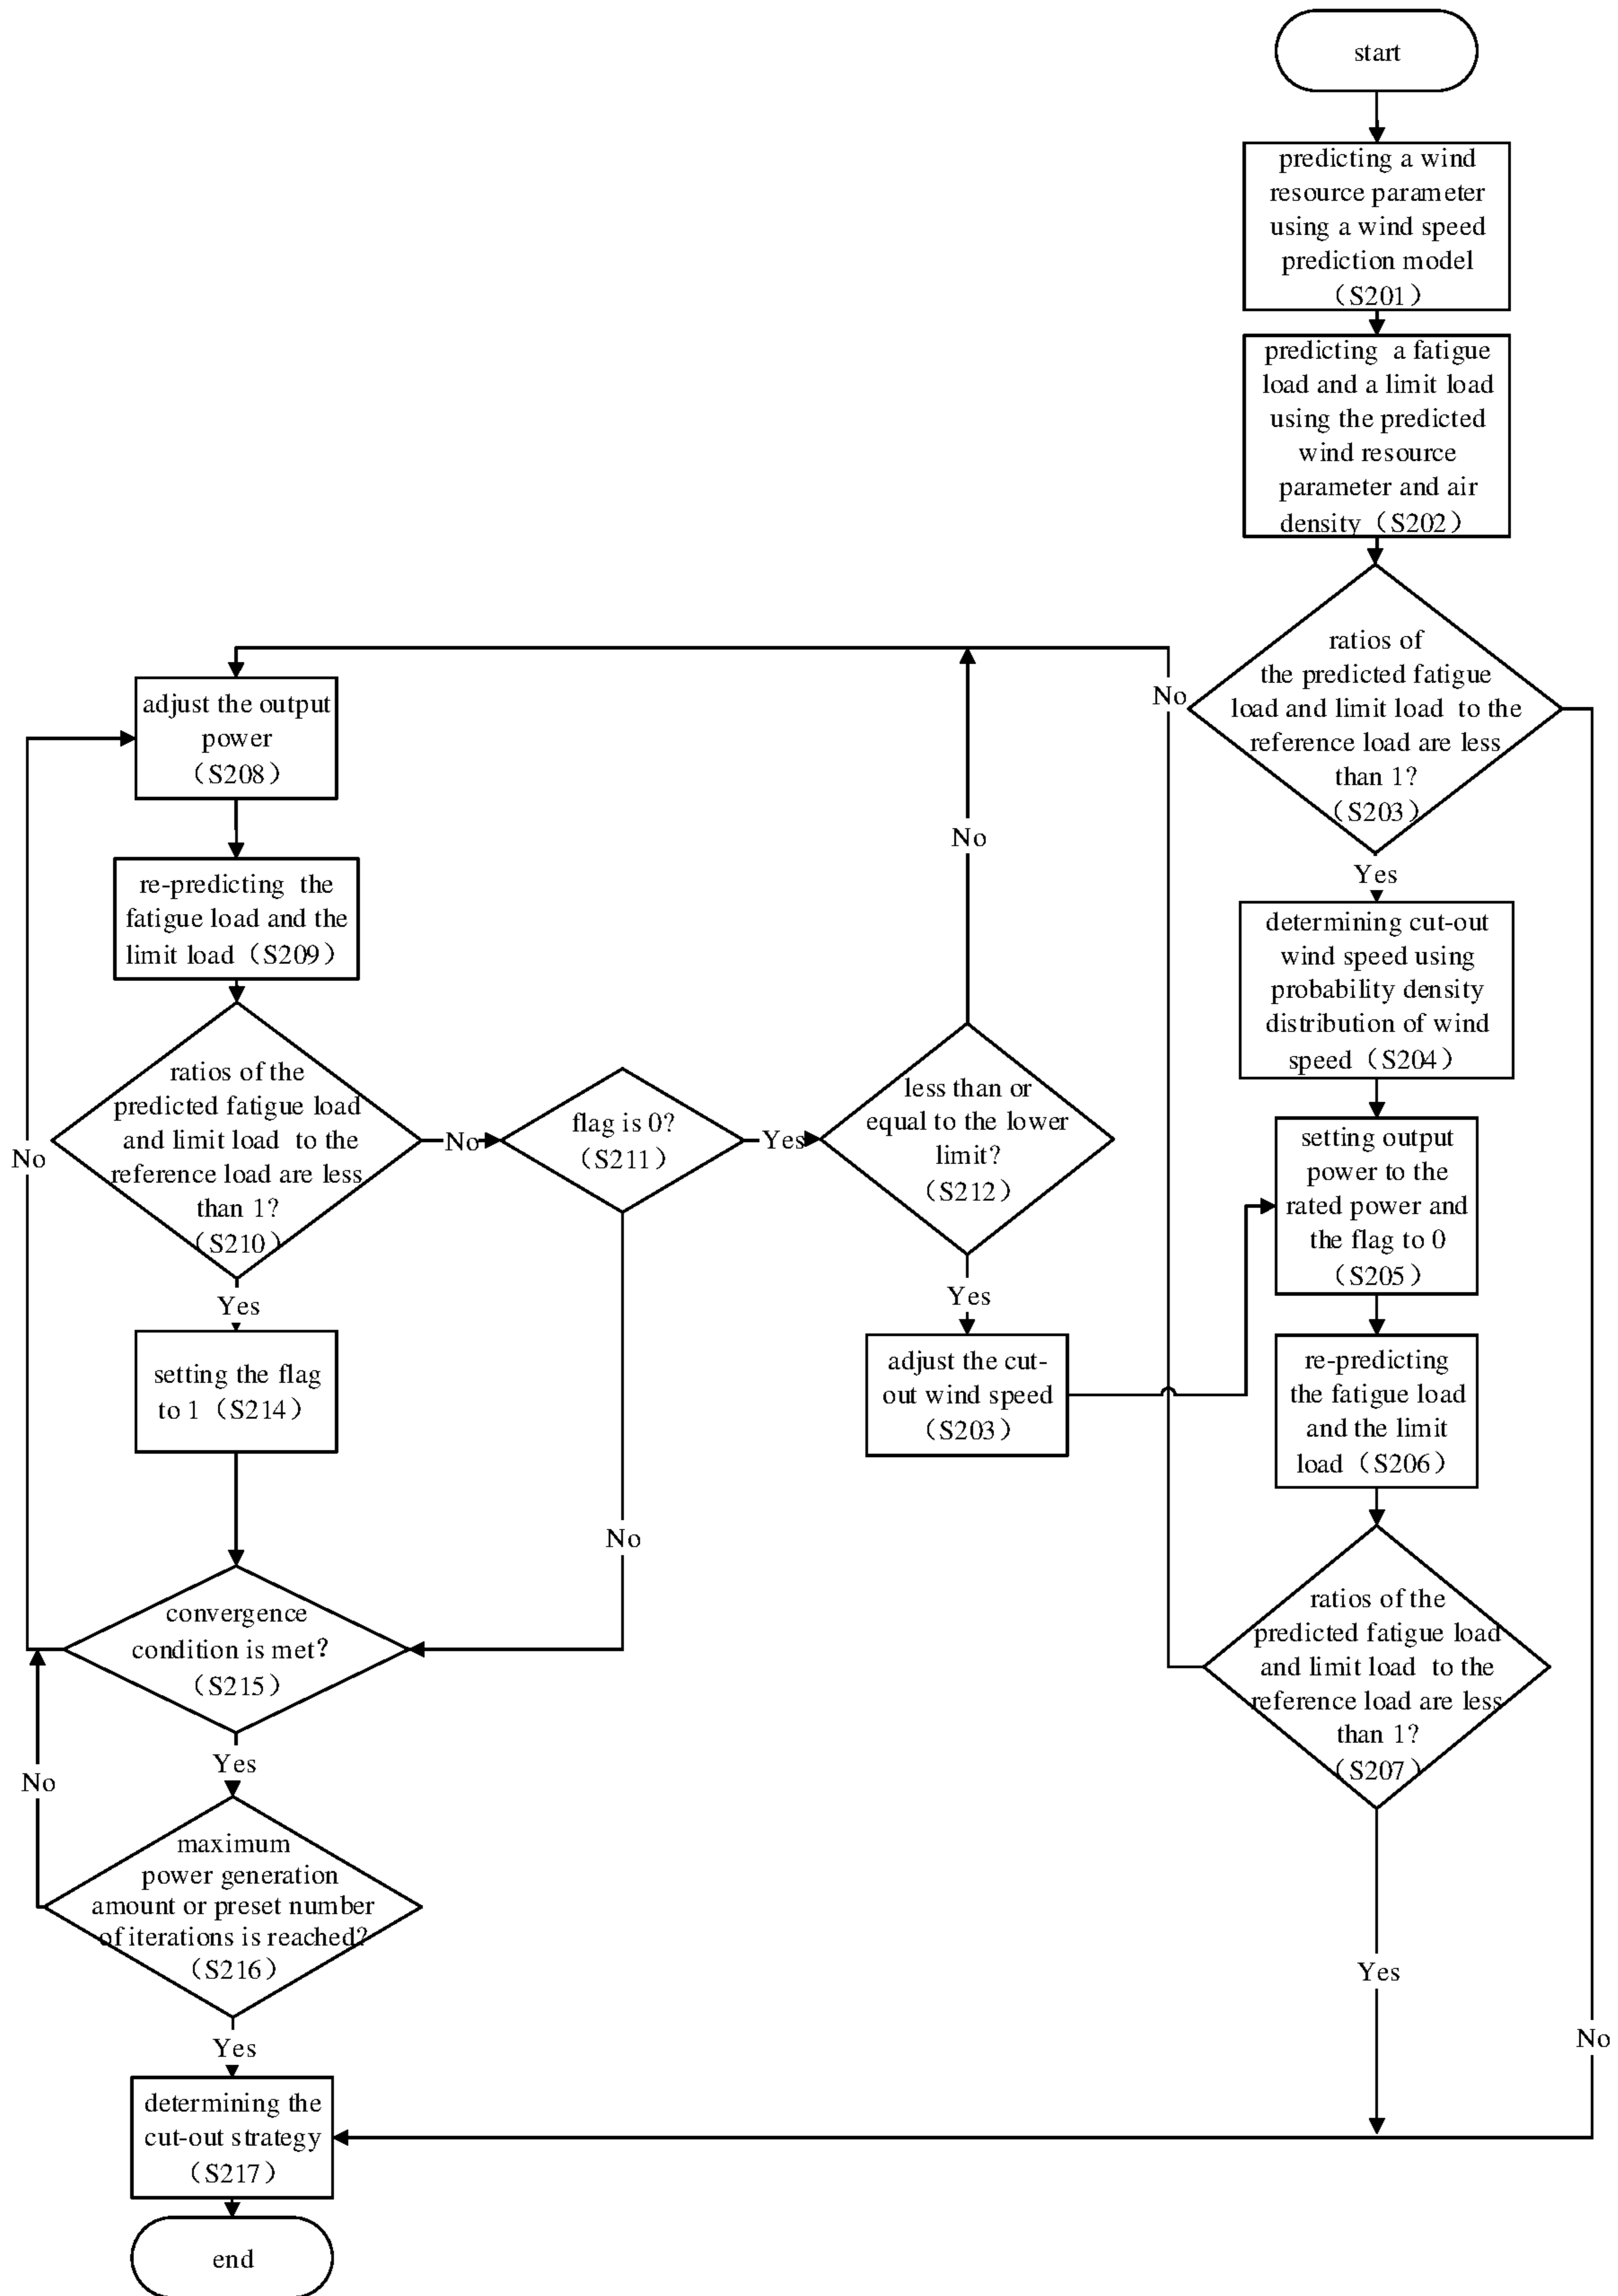 start
predicting a wind
resource parameter
using a wind speed
prediction model
（S201）
predicting a fatigue
load and a limit load
using the predicted
wind resource
parameter and air
density（S202）
ratios of
the predicted fatigue
load and limit load to the
reference load are less
than 1?
（S203）
No
No
Yes
determining cut-out
wind speed using
probability density
distribution of wind
speed（S204）
setting output
power to the
rated power and
the flag to 0
（S205）
re-predicting
the fatigue load
and the limit
load（S206）
ratios of the
predicted fatigue load
and limit load to the
reference load are less
than 1?
（S207）
Yes
adjust the output
power
（S208）
re-predicting the
fatigue load and the
limit load（S209）
ratios of the
predicted fatigue load
and limit load to the
reference load are less
than 1?
（S210）
No
flag is 0?
（S211）
Yes
less than or
equal to the lower
limit?
（S212）
No
Yes
adjust the cut-
out wind speed
（S203）
No
Yes
setting the flag
to 1（S214）
convergence
condition is met?
（S215）
No
Yes
maximum
power generation
amount or preset number
of iterations is reached?
（S216）
No
Yes
determining the
cut-out strategy
（S217）
end